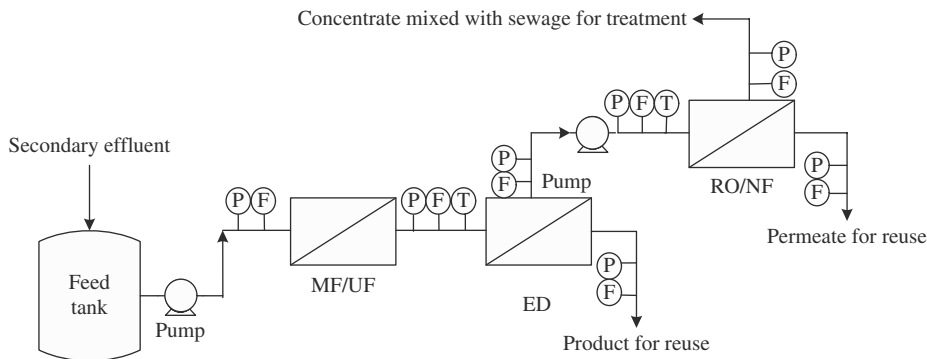 Concentrate mixed with sewage for treatment
P
F
P F T
Secondary effluent
P
F
Pump
RO/NF
P
F
P F
P F T
Permeate for reuse
Feed
tank
MF/UF
P
F
ED
Pump
Product for reuse